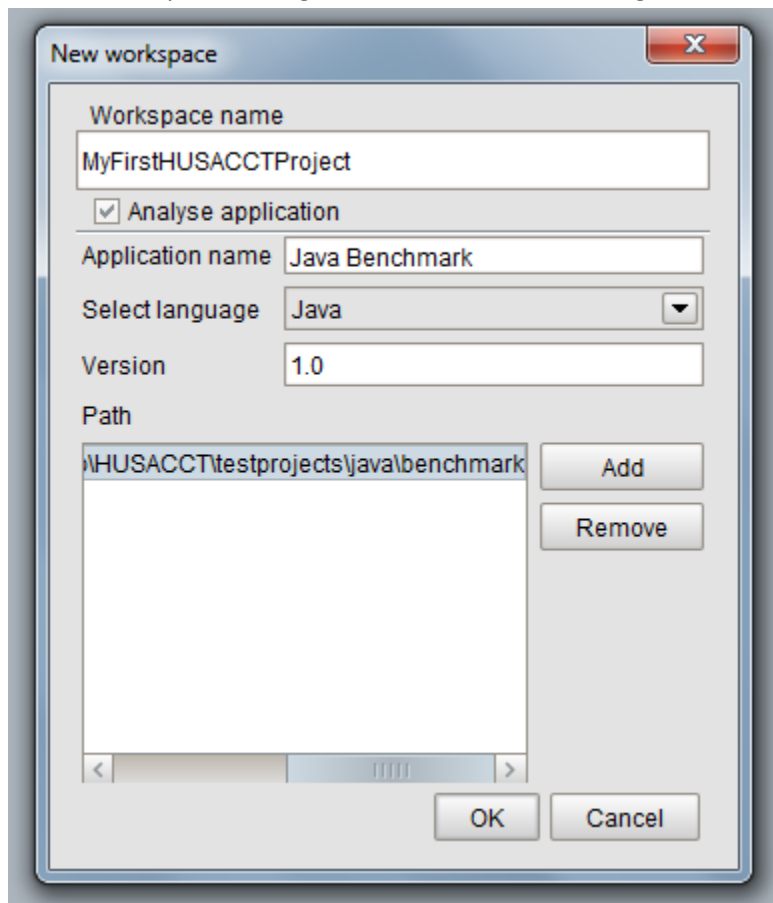 New workspace
Workspace name
MyFirstHUSACCTProject
Analyse application
Application name Java Benchmark
Select language Java
Version 1.0
Path
\HUSACCT\testprojects\java\benchmark
Add
Remove
OK Cancel